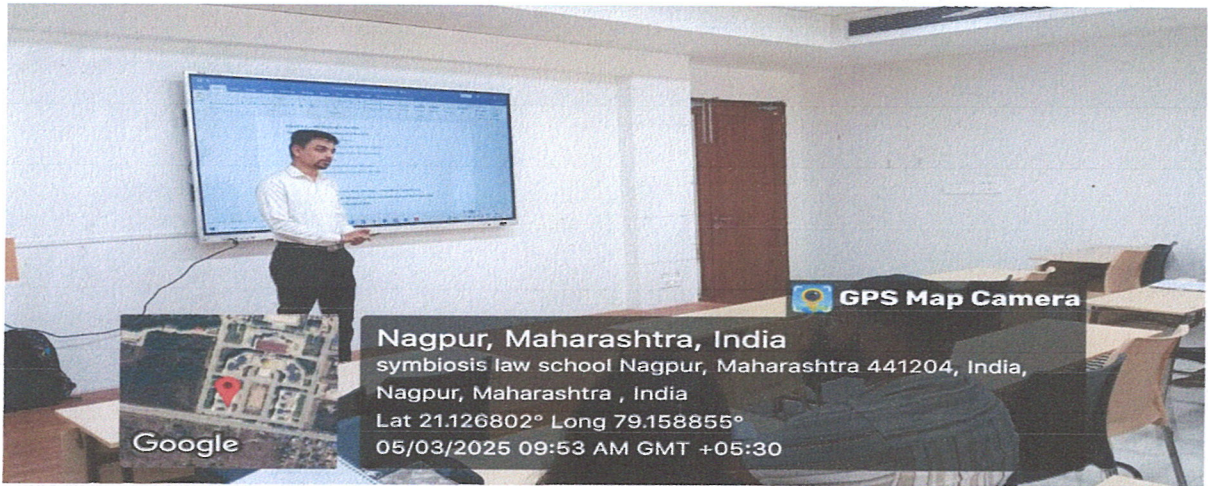 GPS Map Camera
Nagpur, Maharashtra, India
symbiosis law school Nagpur, Maharashtra 441204, India,
Nagpur, Maharashtra , India
Lat 21.126802° Long 79.158855°
05/03/2025 09:53 AM GMT +05:30
Google